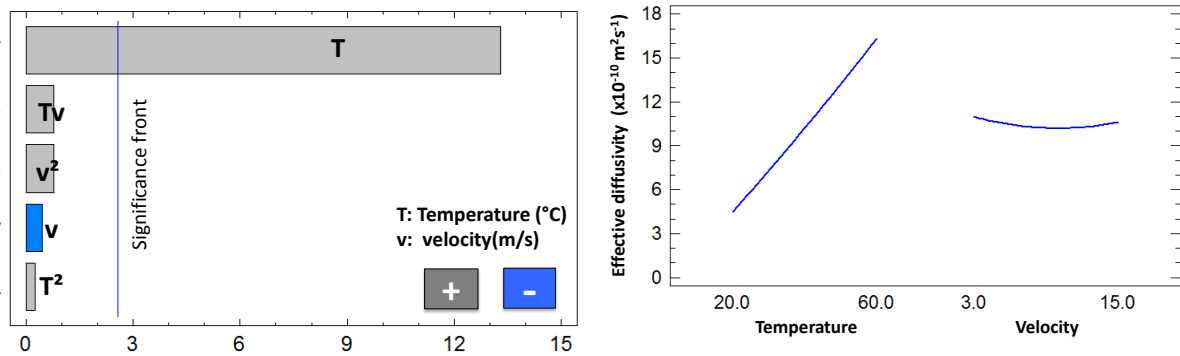 T
Tv
v²
v
T²
Significance front
T: Temperature (°C)
v: velocity(m/s)
+
-
0 3 6 9 12 15
Effective diffusivity (x10⁻¹⁰ m²s⁻¹)
18
15
12
9
6
3
0
20.0 60.0 3.0 15.0
Temperature Velocity